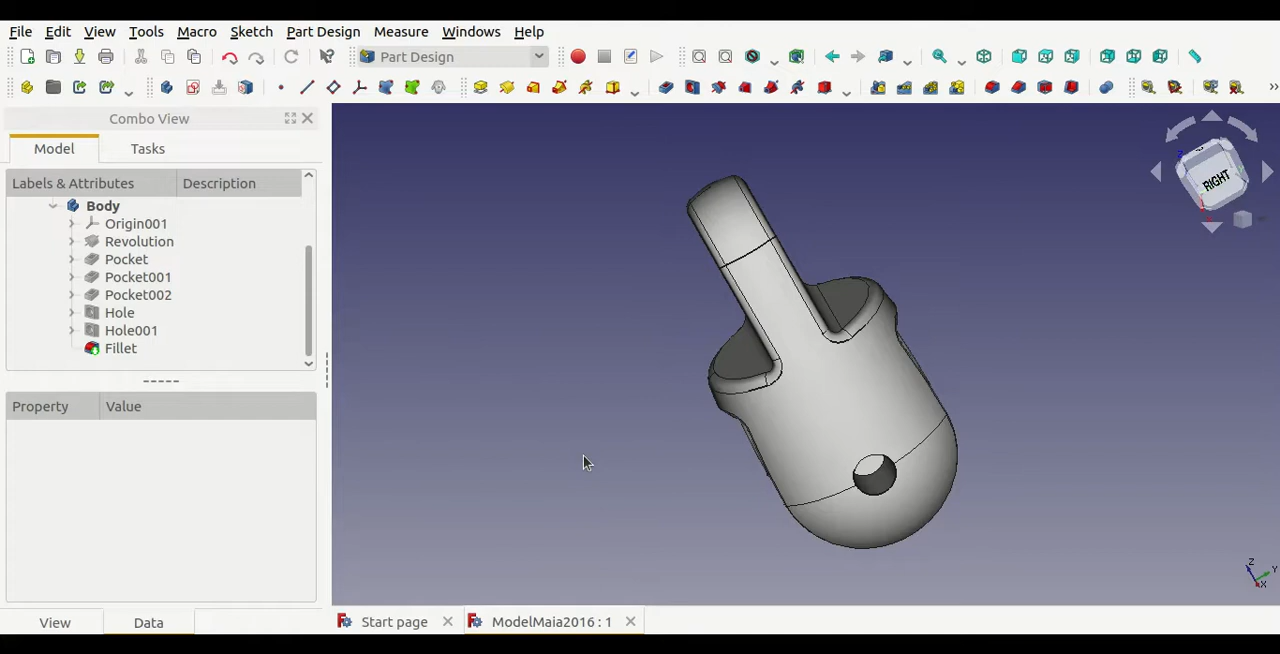 File Edit View Tools Macro Sketch Part Design Measure Windows Help
Part Design
Combo View
Model Tasks
Labels & Attributes Description
Body
Origin001
Revolution
Pocket
Pocket001
Pocket002
Hole
Hole001
Fillet
Property Value
View Data
RIGHT
Z
Y
X
Start page ModelMaia2016 : 1